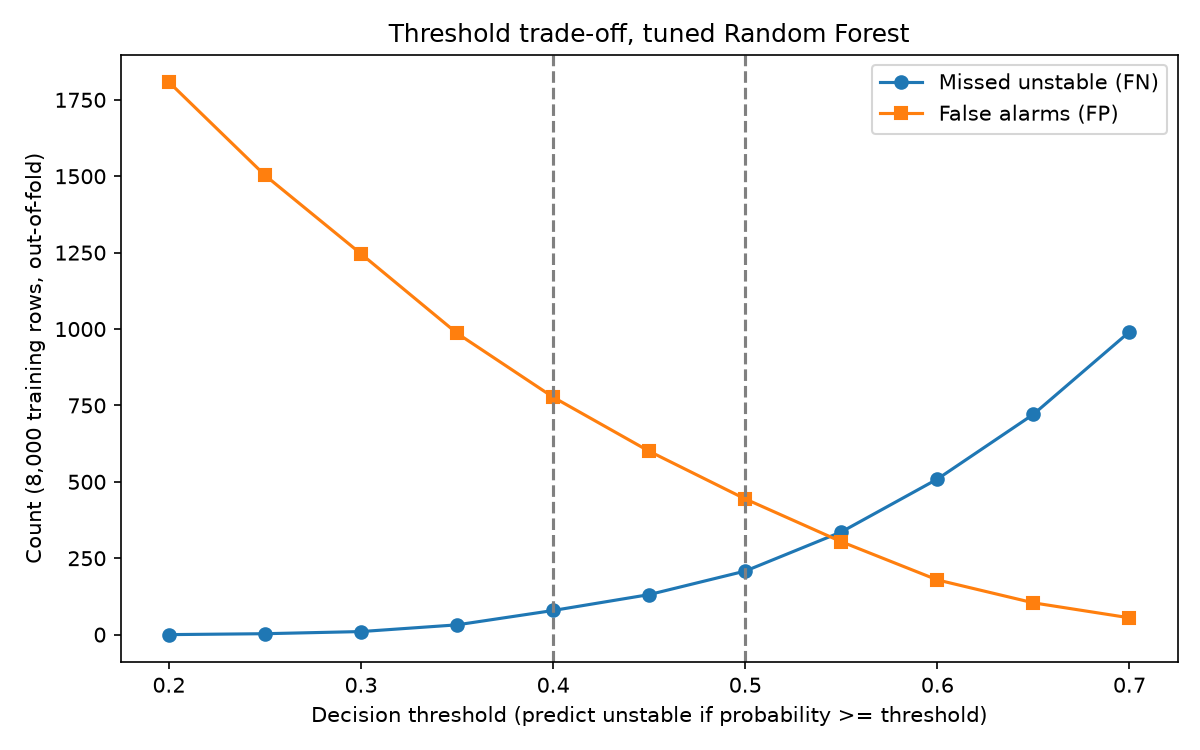 Threshold trade-off, tuned Random Forest
Missed unstable (FN)
False alarms (FP)
Count (8,000 training rows, out-of-fold)
1750
1500
1250
1000
750
500
250
0
0.2 0.3 0.4 0.5 0.6 0.7
Decision threshold (predict unstable if probability >= threshold)